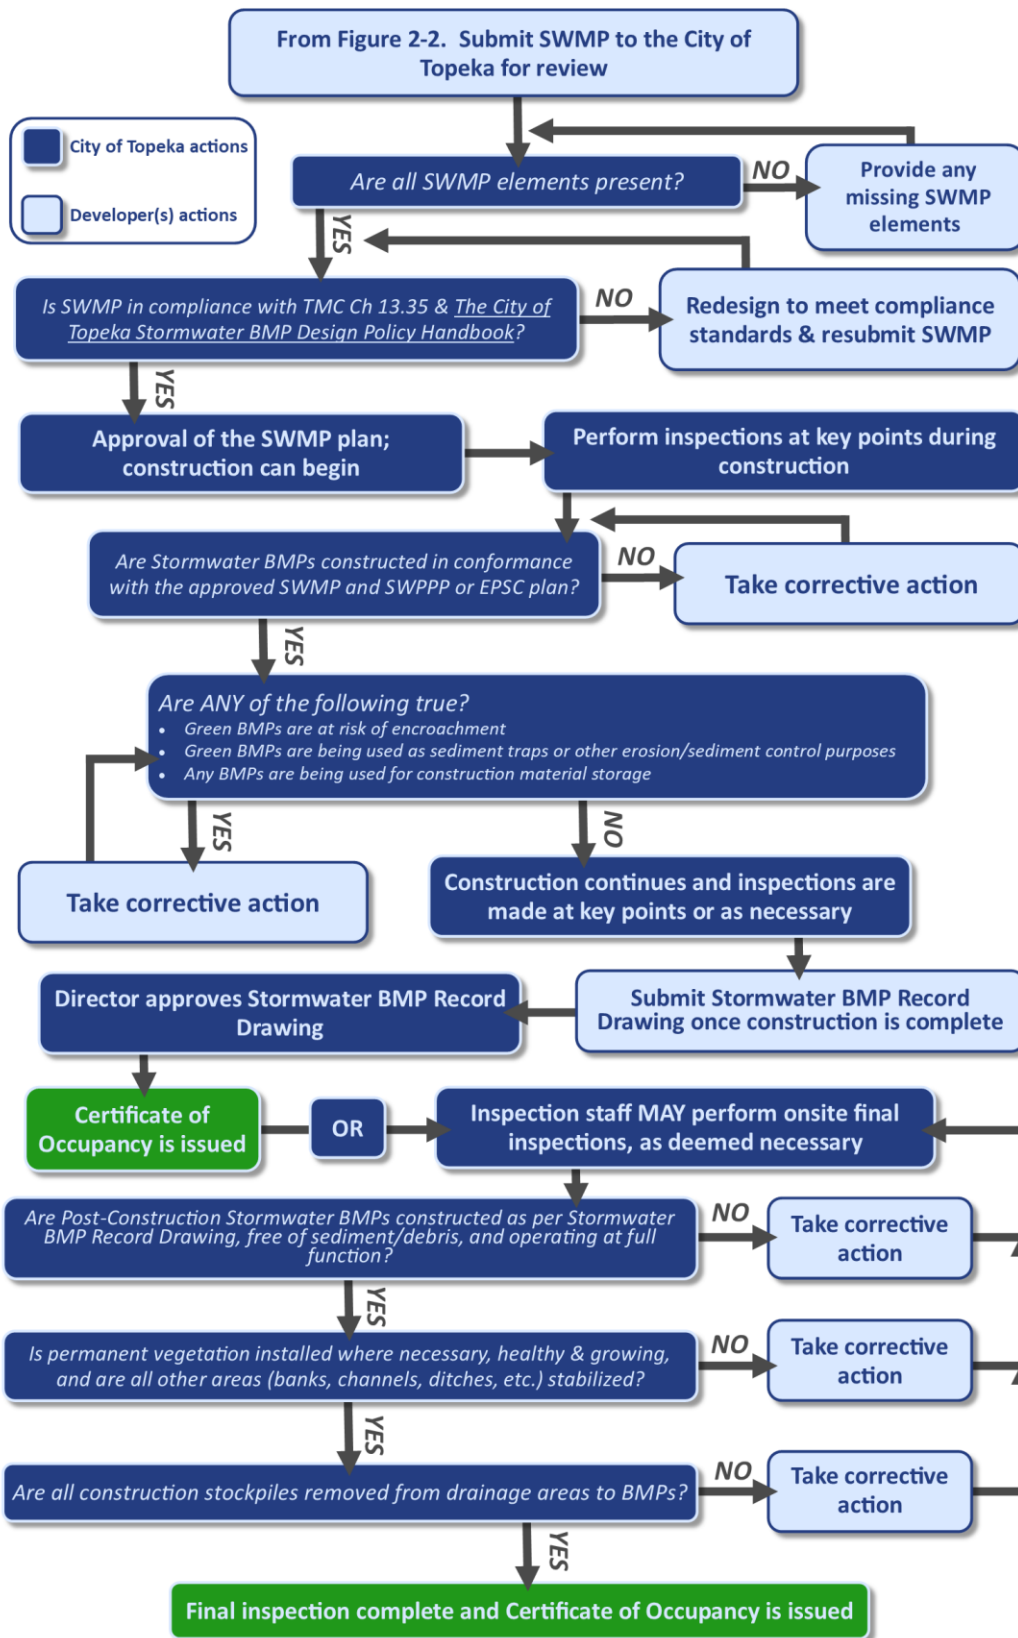 From Figure 2-2.  Submit SWMP to the City of
Topeka for review
City of Topeka actions
Developer(s) actions
Are all SWMP elements present?
NO
Provide any
missing SWMP
elements
YES
Is SWMP in compliance with TMC Ch 13.35 & The City of
Topeka Stormwater BMP Design Policy Handbook?
NO
Redesign to meet compliance
standards & resubmit SWMP
YES
Approval of the SWMP plan;
construction can begin
Perform inspections at key points during
construction
Are Stormwater BMPs constructed in conformance
with the approved SWMP and SWPPP or EPSC plan?
NO
Take corrective action
YES
Are ANY of the following true?
• Green BMPs are at risk of encroachment
• Green BMPs are being used as sediment traps or other erosion/sediment control purposes
• Any BMPs are being used for construction material storage
YES
NO
Take corrective action
Construction continues and inspections are
made at key points or as necessary
Director approves Stormwater BMP Record
Drawing
Submit Stormwater BMP Record
Drawing once construction is complete
Certificate of
Occupancy is issued
OR
Inspection staff MAY perform onsite final
inspections, as deemed necessary
Are Post-Construction Stormwater BMPs constructed as per Stormwater
BMP Record Drawing, free of sediment/debris, and operating at full
function?
NO
Take corrective
action
YES
Is permanent vegetation installed where necessary, healthy & growing,
and are all other areas (banks, channels, ditches, etc.) stabilized?
NO
Take corrective
action
YES
Are all construction stockpiles removed from drainage areas to BMPs?
NO
Take corrective
action
YES
Final inspection complete and Certificate of Occupancy is issued